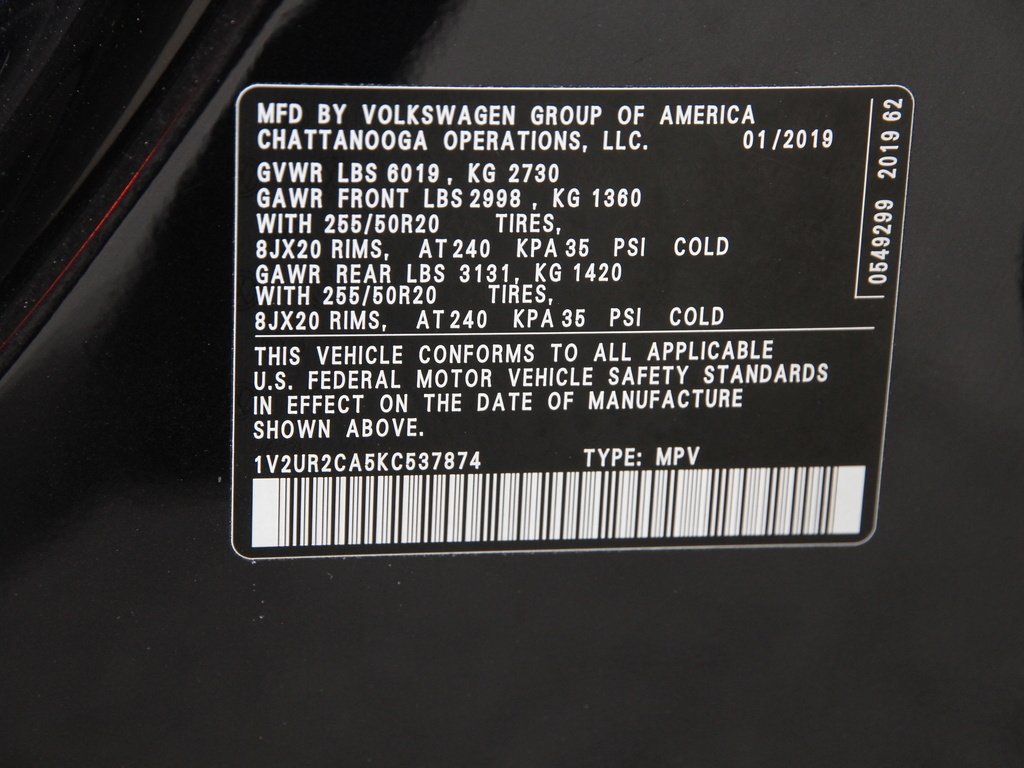 MFD BY VOLKSWAGEN GROUP OF AMERICA
CHATTANOOGA OPERATIONS, LLC. 01/2019
GVWR LBS 6019, KG 2730
GAWR FRONT LBS 2998, KG 1360
WITH 255/50R20 TIRES,
8JX20 RIMS, AT 240 KPA 35 PSI COLD
GAWR REAR LBS 3131, KG 1420
WITH 255/50R20 TIRES,
8JX20 RIMS, AT 240 KPA 35 PSI COLD
THIS VEHICLE CONFORMS TO ALL APPLICABLE
U.S. FEDERAL MOTOR VEHICLE SAFETY STANDARDS
IN EFFECT ON THE DATE OF MANUFACTURE
SHOWN ABOVE.
1V2UR2CA5KC537874 TYPE: MPV
0549299 2019 62